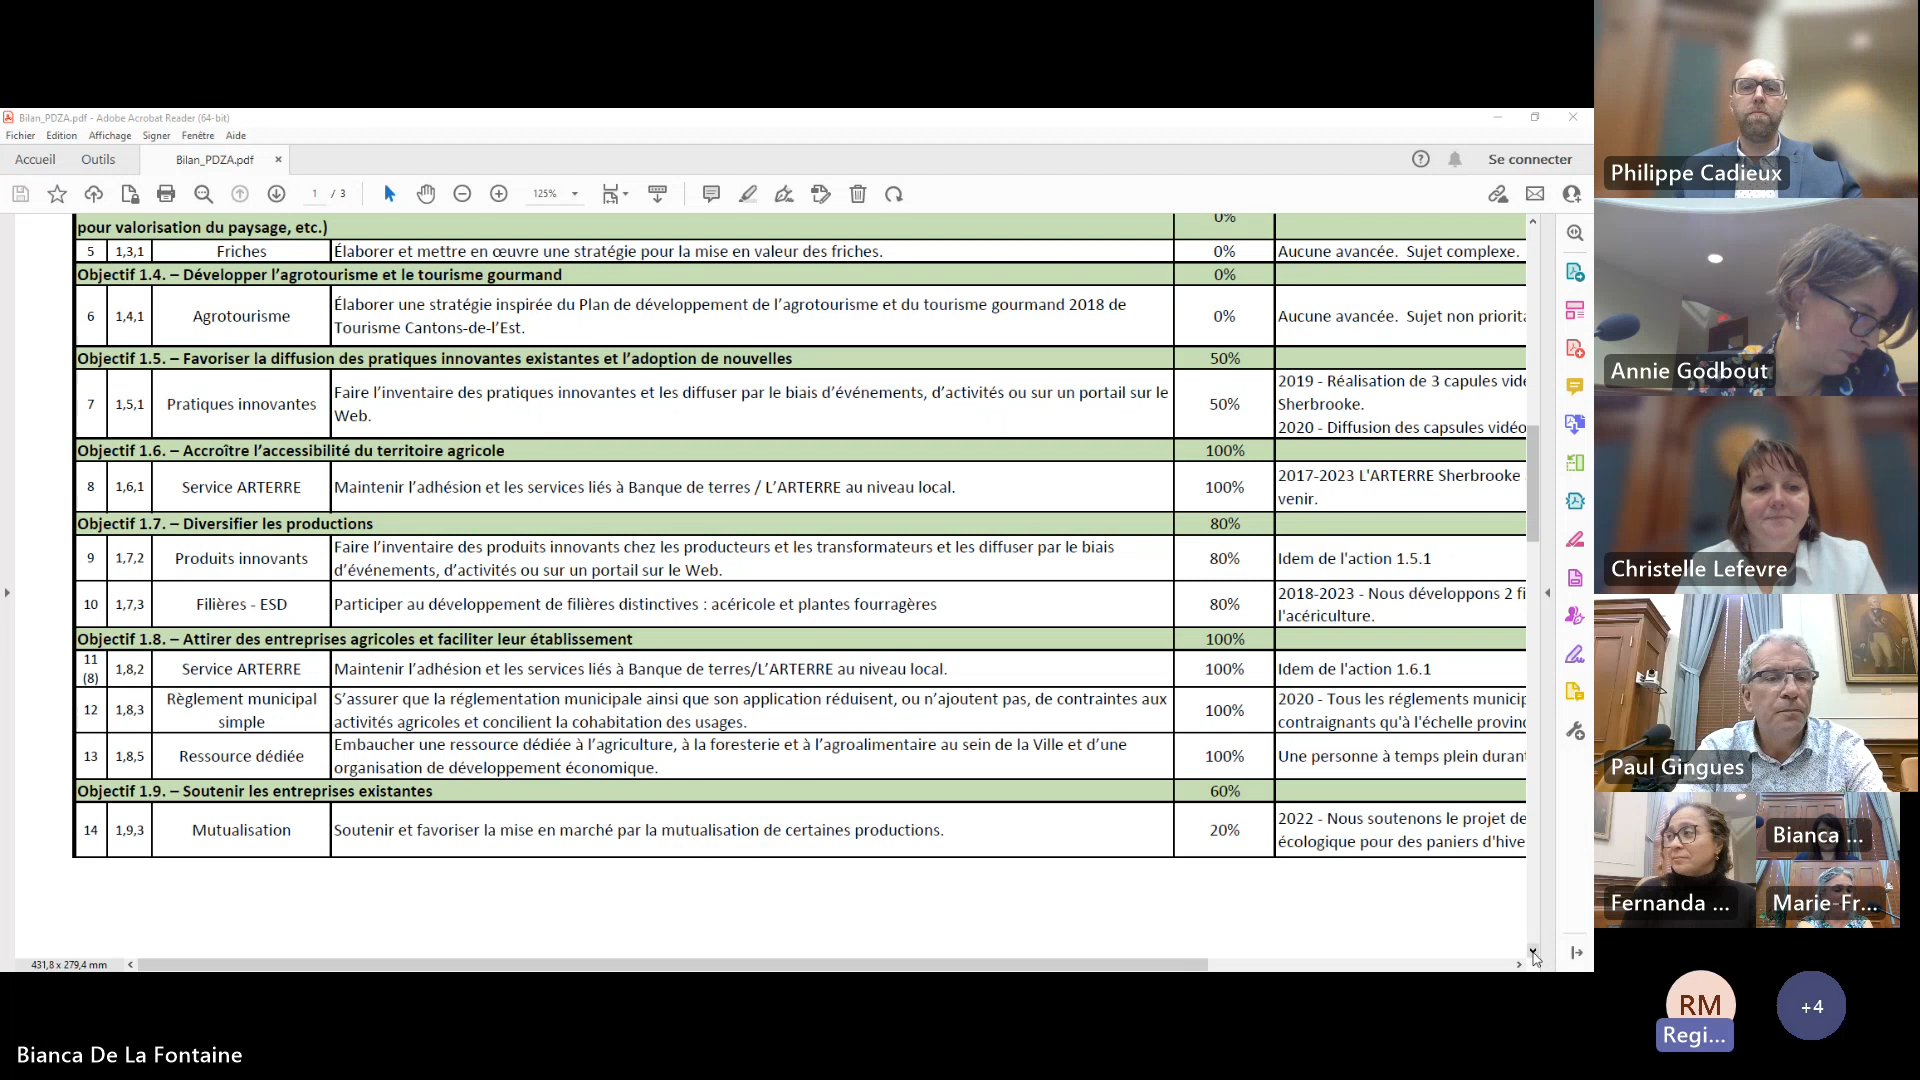 Bilan_PDZA.pdf - Adobe Acrobat Reader (64-bit)
Fichier Edition Affichage Signer Fenêtre Aide
Accueil Outils Bilan_PDZA.pdf × Se connecter
1 / 3 125%
pour valorisation du paysage, etc.) 0%
5 1,3,1 Friches Élaborer et mettre en œuvre une stratégie pour la mise en valeur des friches. 0% Aucune avancée. Sujet complexe.
Objectif 1.4. – Développer l'agrotourisme et le tourisme gourmand 0%
6 1,4,1 Agrotourisme Élaborer une stratégie inspirée du Plan de développement de l'agrotourisme et du tourisme gourmand 2018 de
Tourisme Cantons-de-l'Est. 0% Aucune avancée. Sujet non priorita
Objectif 1.5. – Favoriser la diffusion des pratiques innovantes existantes et l'adoption de nouvelles 50%
7 1,5,1 Pratiques innovantes Faire l'inventaire des pratiques innovantes et les diffuser par le biais d'événements, d'activités ou sur un portail sur le
Web. 50%
2019 - Réalisation de 3 capules vidé
Sherbrooke.
2020 - Diffusion des capsules vidéo
Objectif 1.6. – Accroître l'accessibilité du territoire agricole 100%
8 1,6,1 Service ARTERRE Maintenir l'adhésion et les services liés à Banque de terres / L'ARTERRE au niveau local. 100%
2017-2023 L'ARTERRE Sherbrooke
venir.
Objectif 1.7. – Diversifier les productions 80%
9 1,7,2 Produits innovants Faire l'inventaire des produits innovants chez les producteurs et les transformateurs et les diffuser par le biais
d'événements, d'activités ou sur un portail sur le Web. 80% Idem de l'action 1.5.1
10 1,7,3 Filières - ESD Participer au développement de filières distinctives : acéricole et plantes fourragères 80%
2018-2023 - Nous développons 2 fi
l'acériculture.
Objectif 1.8. – Attirer des entreprises agricoles et faciliter leur établissement 100%
11
(8) 1,8,2 Service ARTERRE Maintenir l'adhésion et les services liés à Banque de terres/L'ARTERRE au niveau local. 100% Idem de l'action 1.6.1
12 1,8,3 Règlement municipal
simple
S'assurer que la réglementation municipale ainsi que son application réduisent, ou n'ajoutent pas, de contraintes aux
activités agricoles et concilient la cohabitation des usages. 100%
2020 - Tous les réglements municip
contraignants qu'à l'échelle provinc
13 1,8,5 Ressource dédiée Embaucher une ressource dédiée à l'agriculture, à la foresterie et à l'agroalimentaire au sein de la Ville et d'une
organisation de développement économique. 100% Une personne à temps plein durant
Objectif 1.9. – Soutenir les entreprises existantes 60%
14 1,9,3 Mutualisation Soutenir et favoriser la mise en marché par la mutualisation de certaines productions. 20%
2022 - Nous soutenons le projet de
écologique pour des paniers d'hive
431,8 x 279,4 mm
Bianca De La Fontaine
Philippe Cadieux
Annie Godbout
Christelle Lefevre
Paul Gingues
Bianca ...
Fernanda ...
Marie-Fr...
RM
Regi...
+4